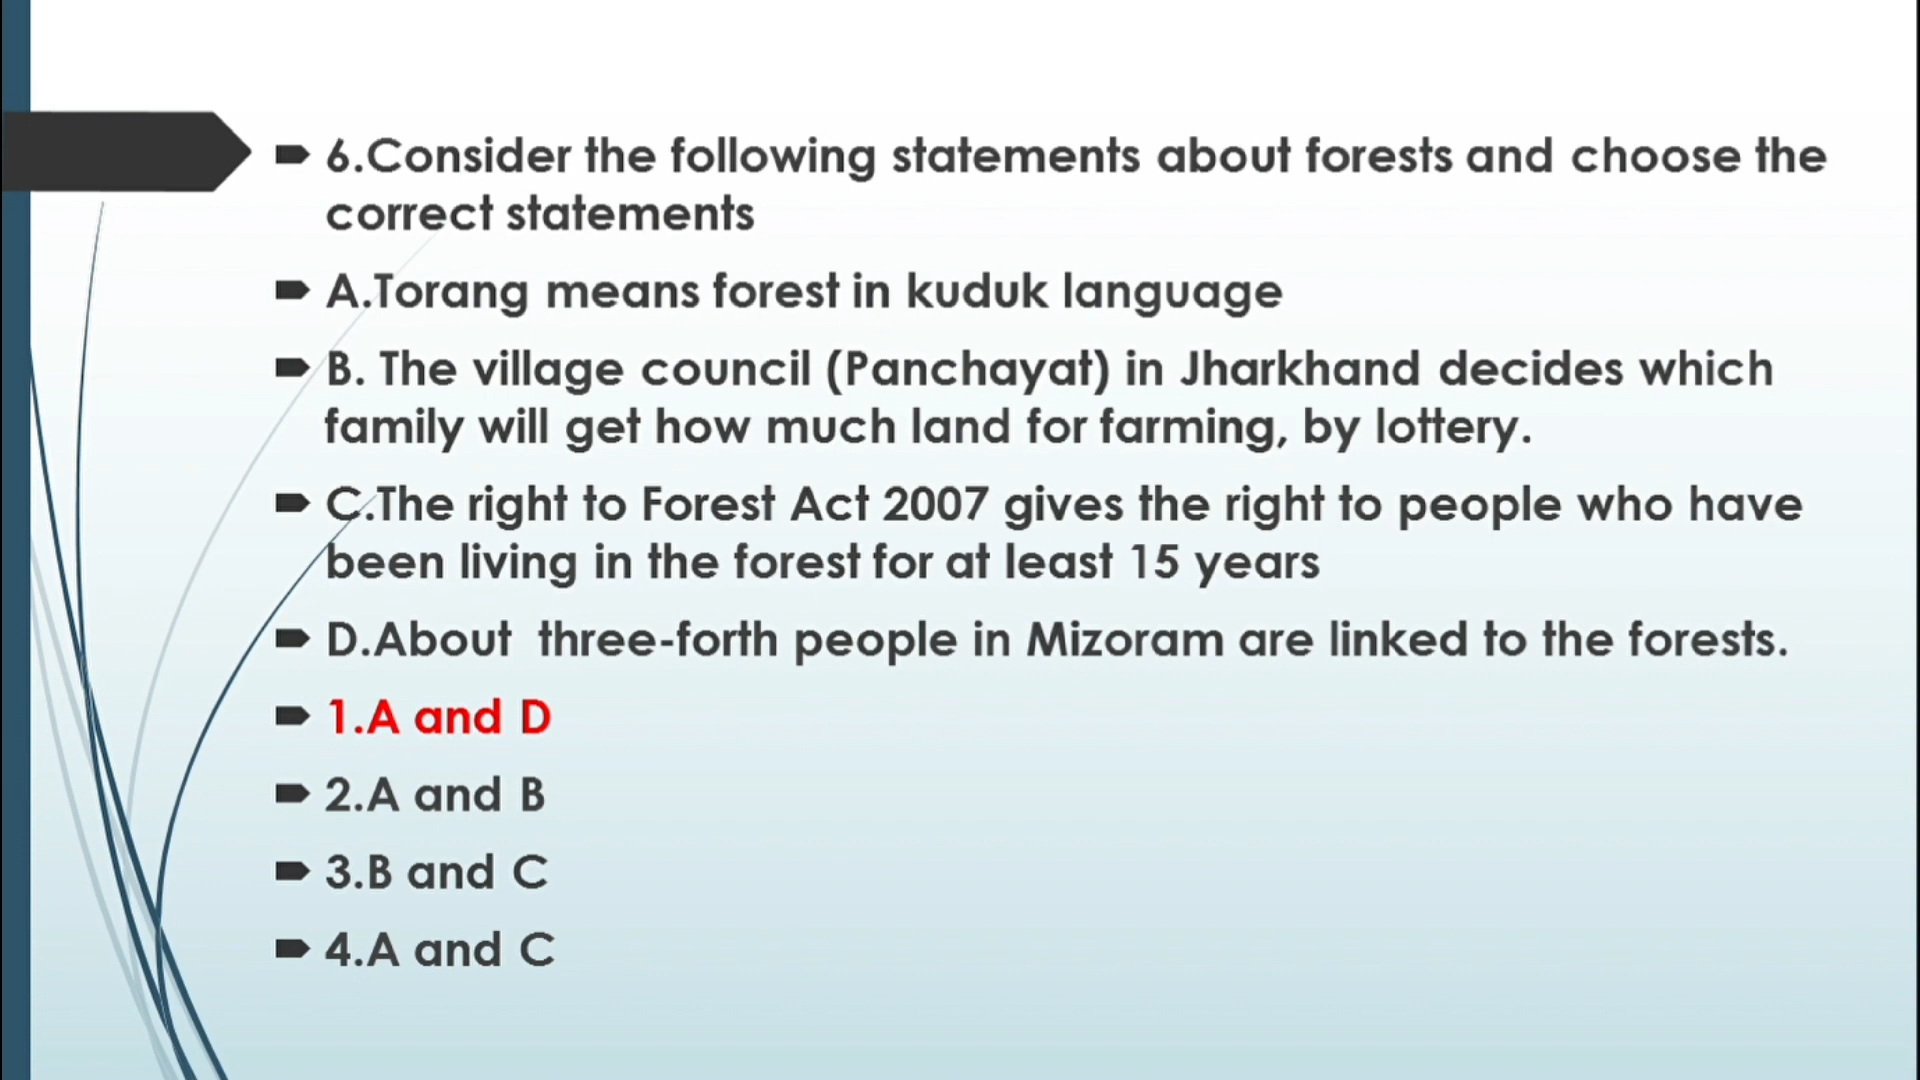 6.Consider the following statements about forests and choose the
correct statements
A.Torang means forest in kuduk language
B. The village council (Panchayat) in Jharkhand decides which
family will get how much land for farming, by lottery.
C.The right to Forest Act 2007 gives the right to people who have
been living in the forest for at least 15 years
D.About three-forth people in Mizoram are linked to the forests.
1.A and D
2.A and B
3.B and C
4.A and C